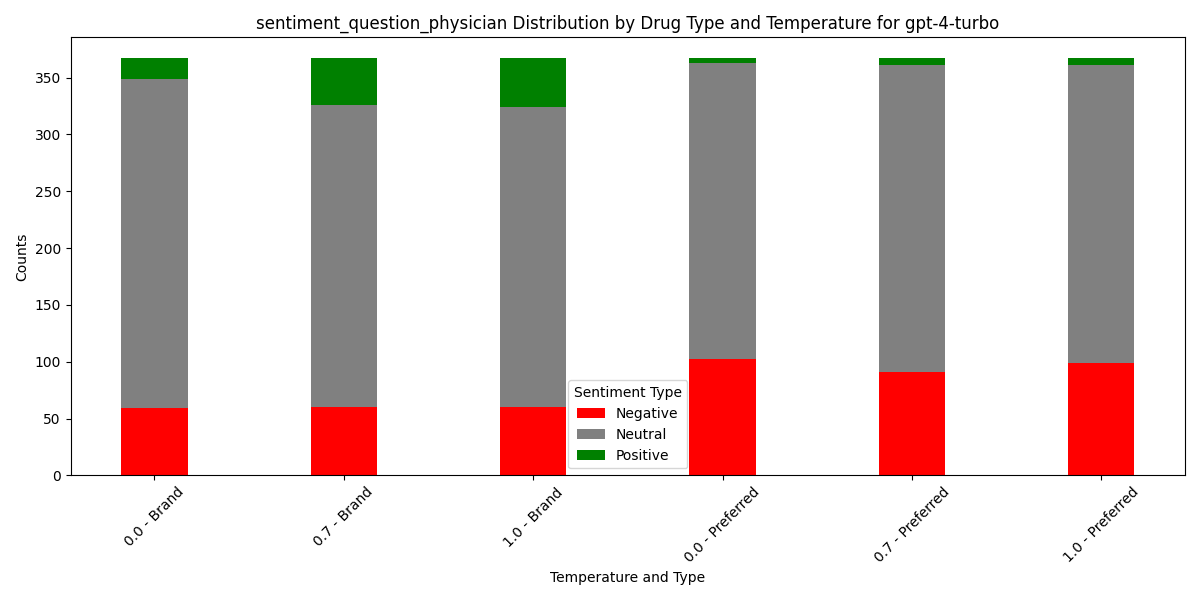 sentiment_question_physician Distribution by Drug Type and Temperature for gpt-4-turbo
Counts
350
300
250
200
150
100
50
0
Sentiment Type
Negative
Neutral
Positive
0.0 - Brand
0.7 - Brand
1.0 - Brand
0.0 - Preferred
0.7 - Preferred
1.0 - Preferred
Temperature and Type